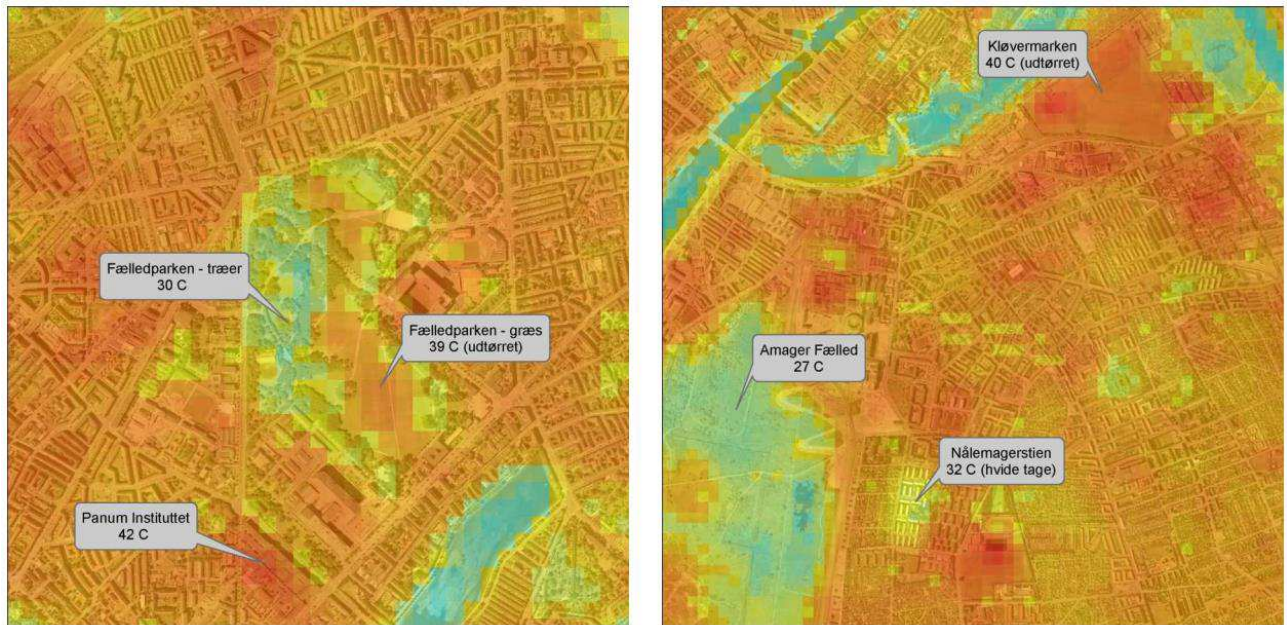 Fælledparken - træer
30 C
Fælledparken - græs
39 C (udtørret)
Panum Instituttet
42 C
Kløvermarken
40 C (udtørret)
Amager Fælled
27 C
Nålemagerstien
32 C (hvide tage)